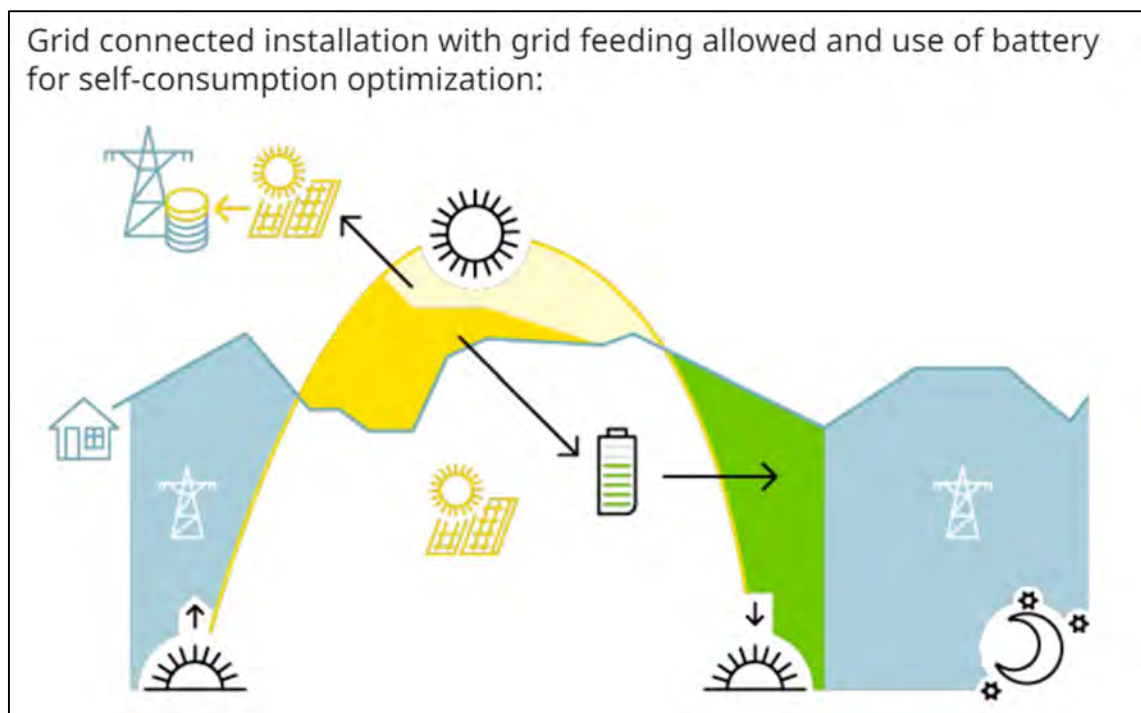 Grid connected installation with grid feeding allowed and use of battery
for self-consumption optimization: